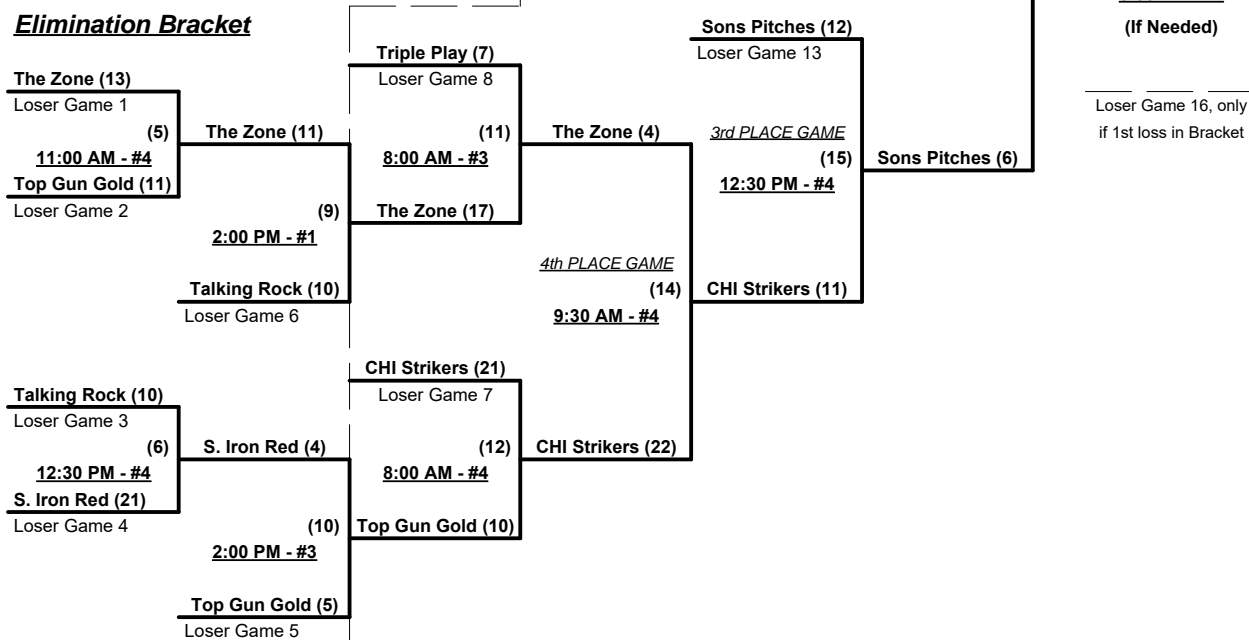 Elimination Bracket
Sons Pitches (12)
Loser Game 13
(If Needed)
Triple Play (7)
Loser Game 8
The Zone (13)
Loser Game 1
(5)
11:00 AM - #4
Top Gun Gold (11)
Loser Game 2
The Zone (11)
(11)
8:00 AM - #3
The Zone (4)
3rd PLACE GAME
(15)
12:30 PM - #4
Sons Pitches (6)
Loser Game 16, only
if 1st loss in Bracket
(9)
2:00 PM - #1
The Zone (17)
4th PLACE GAME
(14)
9:30 AM - #4
CHI Strikers (11)
Talking Rock (10)
Loser Game 6
CHI Strikers (21)
Loser Game 7
Talking Rock (10)
Loser Game 3
(6)
12:30 PM - #4
S. Iron Red (21)
Loser Game 4
S. Iron Red (4)
(12)
8:00 AM - #4
CHI Strikers (22)
(10)
2:00 PM - #3
Top Gun Gold (10)
Top Gun Gold (5)
Loser Game 5